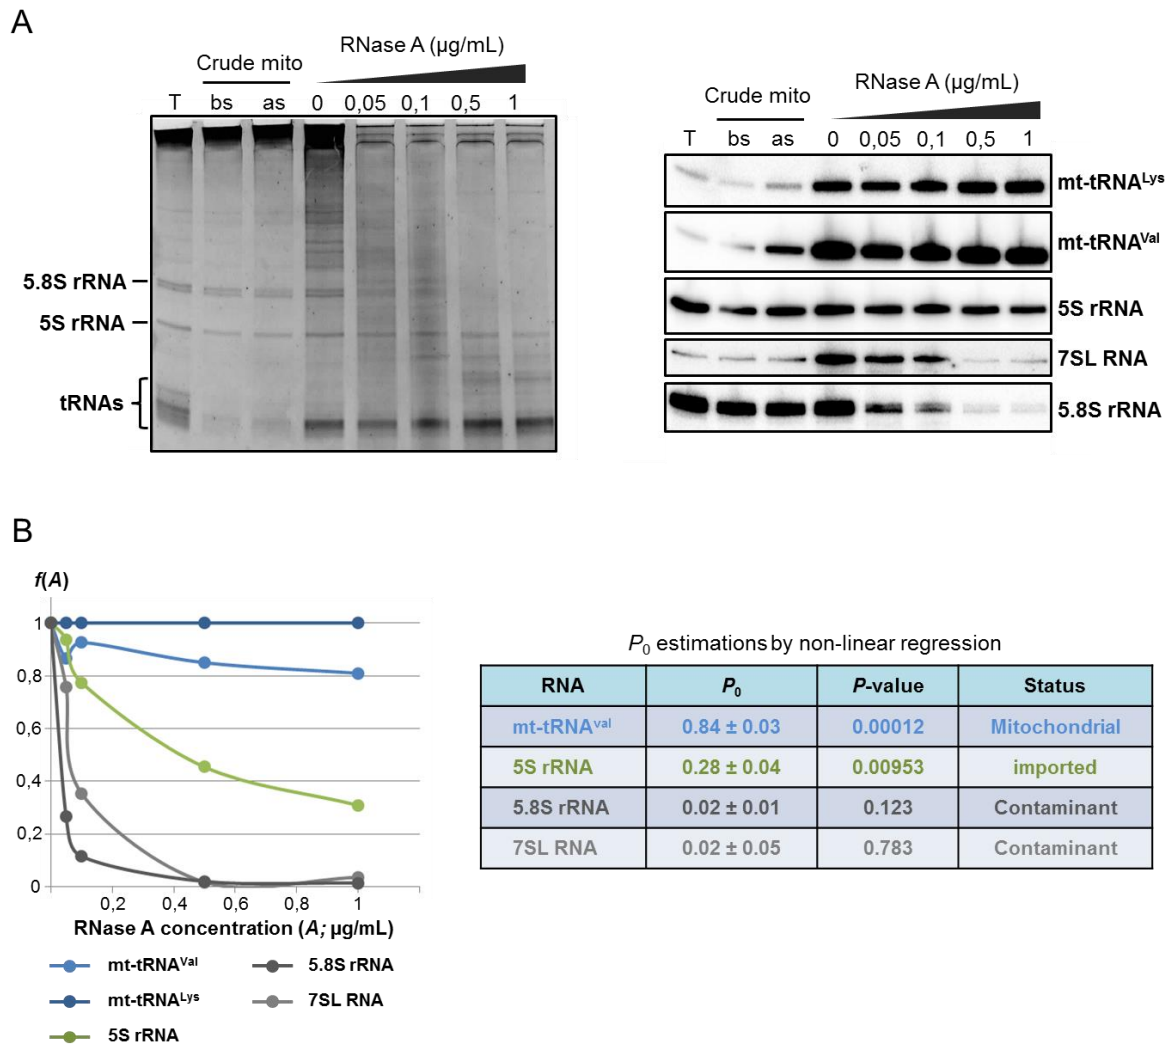 A
RNase A (µg/mL)
Crude mito
T bs as 0 0,05 0,1 0,5 1
5.8S rRNA
5S rRNA
tRNAs
RNase A (µg/mL)
Crude mito
T bs as 0 0,05 0,1 0,5 1
mt-tRNALys
mt-tRNAVal
5S rRNA
7SL RNA
5.8S rRNA
B
f(A)
1
0,8
0,6
0,4
0,2
0
0,2 0,4 0,6 0,8 1
RNase A concentration (A; µg/mL)
mt-tRNAVal 5.8S rRNA
mt-tRNALys 7SL RNA
5S rRNA
P0 estimations by non-linear regression
RNA P0 P-value Status
mt-tRNAval 0.84 ± 0.03 0.00012 Mitochondrial
5S rRNA 0.28 ± 0.04 0.00953 imported
5.8S rRNA 0.02 ± 0.01 0.123 Contaminant
7SL RNA 0.02 ± 0.05 0.783 Contaminant